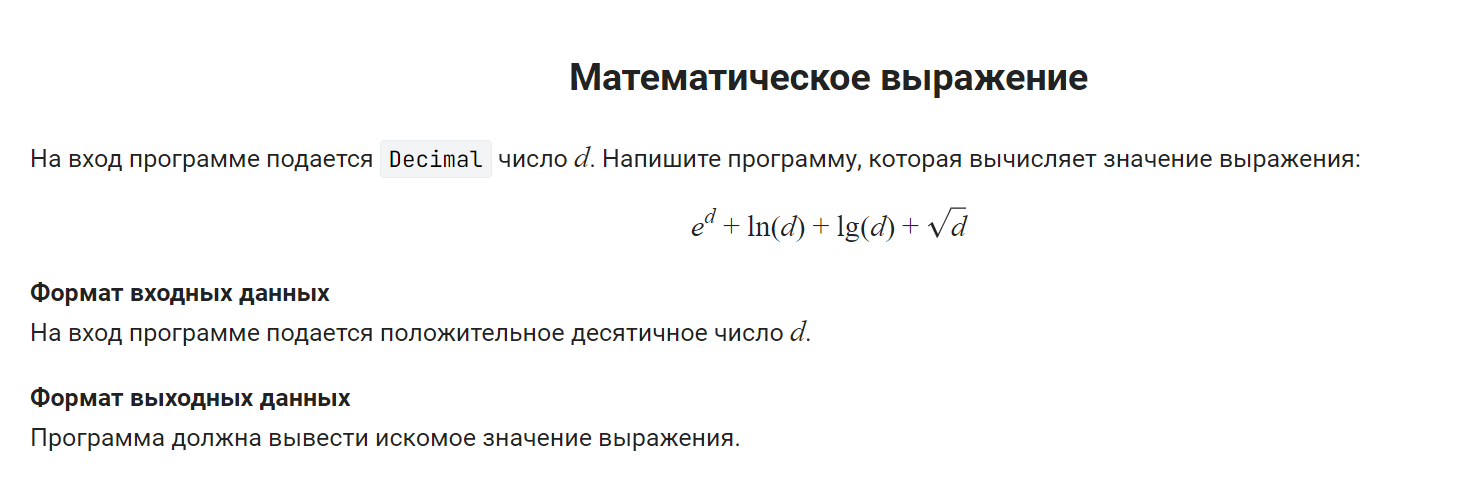 Математическое выражение
На вход программе подается Decimal число d. Напишите программу, которая вычисляет значение выражения:
e^d + ln(d) + lg(d) + √d
Формат входных данных
На вход программе подается положительное десятичное число d.
Формат выходных данных
Программа должна вывести искомое значение выражения.